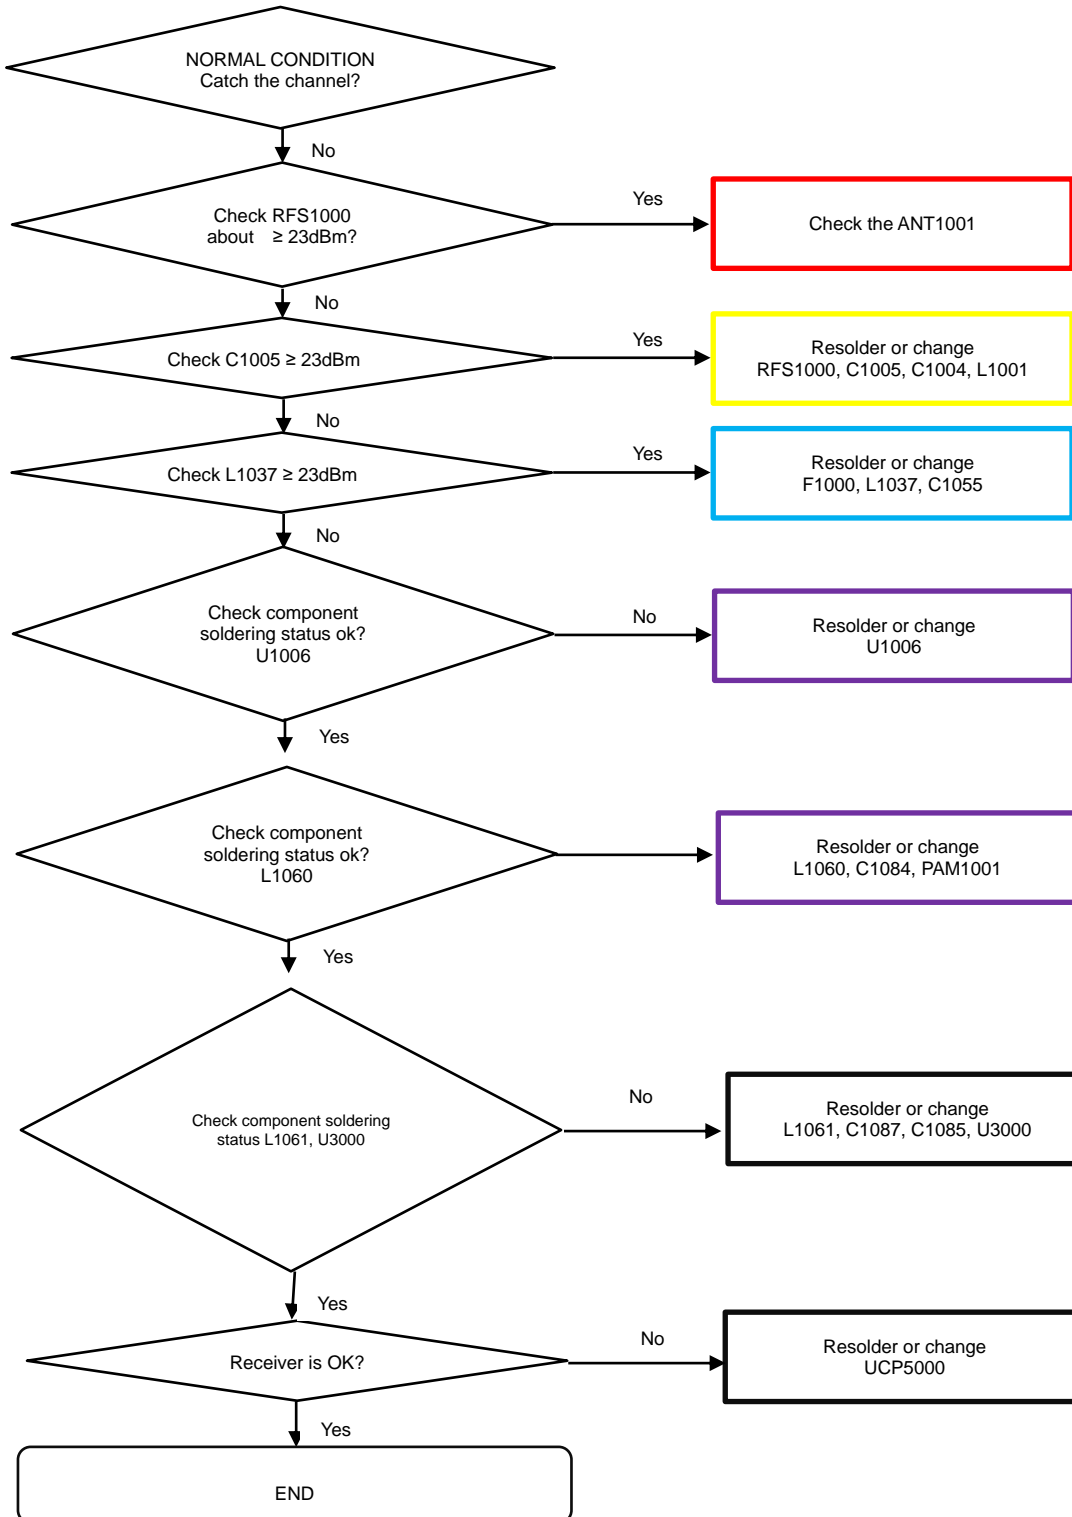 NORMAL CONDITION
Catch the channel?
No
Check RFS1000
about ≥ 23dBm?
Yes
Check the ANT1001
No
Check C1005 ≥ 23dBm
Yes
Resolder or change
RFS1000, C1005, C1004, L1001
No
Check L1037 ≥ 23dBm
Yes
Resolder or change
F1000, L1037, C1055
No
Check component
soldering status ok?
U1006
No
Resolder or change
U1006
Yes
Check component
soldering status ok?
L1060
Resolder or change
L1060, C1084, PAM1001
Yes
Check component soldering
status L1061, U3000
No
Resolder or change
L1061, C1087, C1085, U3000
Yes
Receiver is OK?
No
Resolder or change
UCP5000
Yes
END